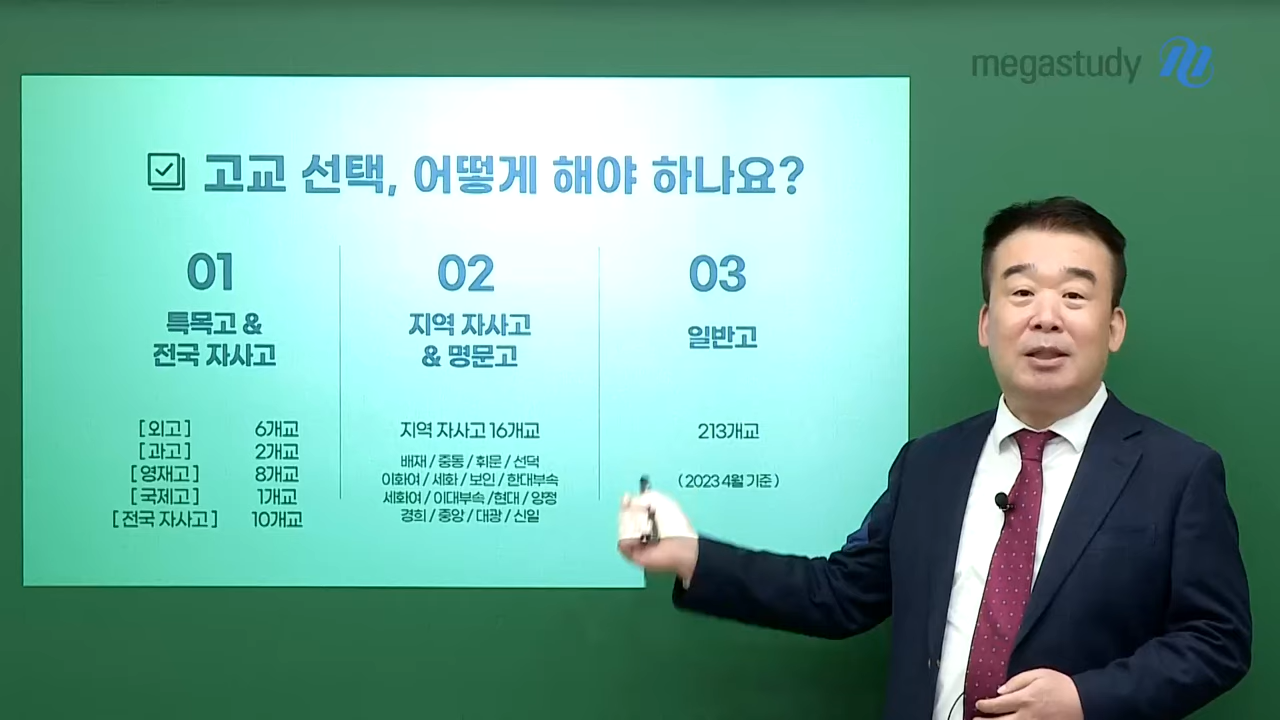 megastudy
고교 선택, 어떻게 해야 하나요?
01
특목고 &
전국 자사고
[외고] 6개교
[과고] 2개교
[영재고] 8개교
[국제고] 1개교
[전국 자사고] 10개교
02
지역 자사고
& 명문고
지역 자사고 16개교
배재 / 중동 / 휘문 / 선덕
이화여 / 세화 / 보인 / 한대부속
세화여 / 이대부속 / 현대 / 양정
경희 / 중앙 / 대광 / 신일
03
일반고
213개교
(2023 4월 기준)